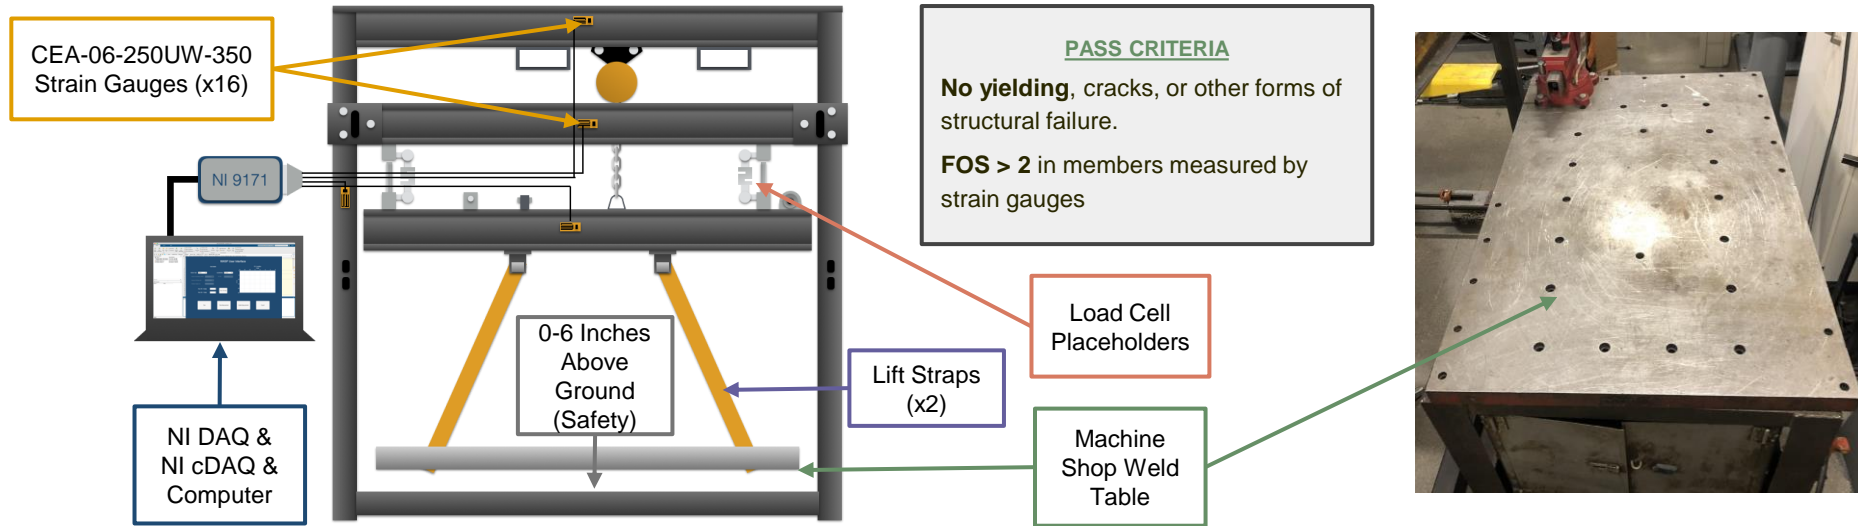 CEA-06-250UW-350
Strain Gauges (x16)
NI 9171
NI DAQ &
NI cDAQ &
Computer
0-6 Inches
Above
Ground
(Safety)
PASS CRITERIA
No yielding, cracks, or other forms of
structural failure.
FOS > 2 in members measured by
strain gauges
Load Cell
Placeholders
Lift Straps
(x2)
Machine
Shop Weld
Table